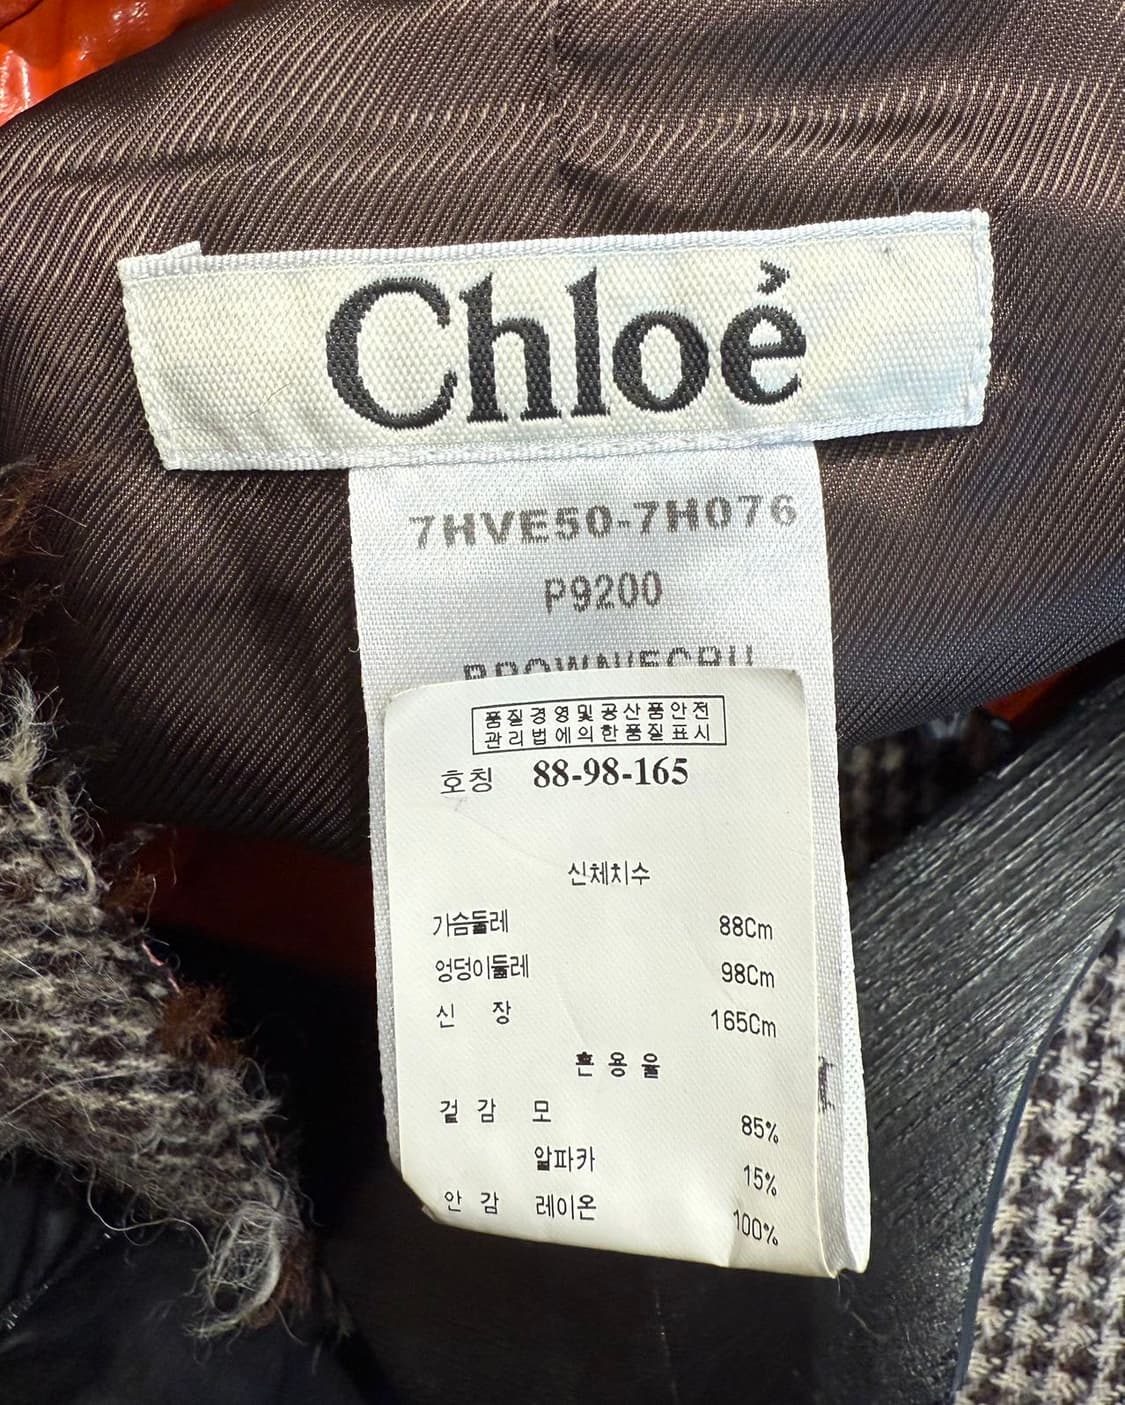 Chloé
7HVE50-7H076
P9200
BROWN/ECRU
품질경영및공산품안전
관리법에의한품질표시
호칭 88-98-165
신체치수
가슴둘레 88Cm
엉덩이둘레 98Cm
신 장 165Cm
혼 용 율
겉 감 모 85%
알파카 15%
안 감 레이온 100%